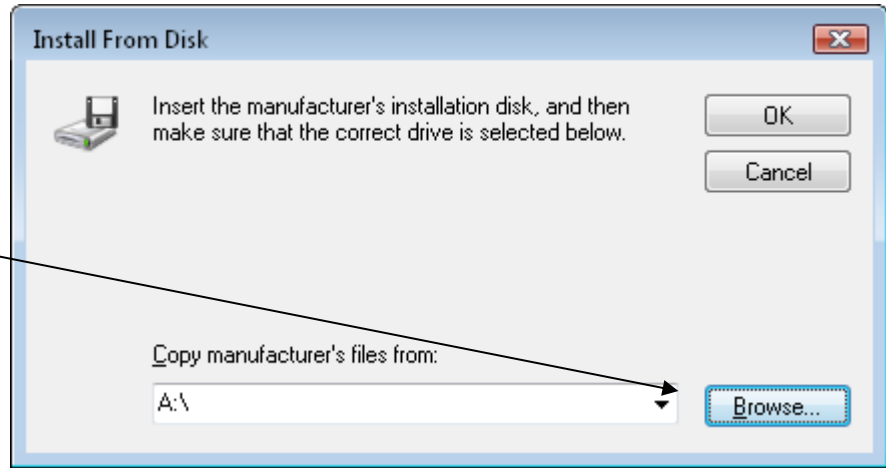 Install From Disk
Insert the manufacturer's installation disk, and then
make sure that the correct drive is selected below.
OK
Cancel
Copy manufacturer's files from:
A:\
Browse...